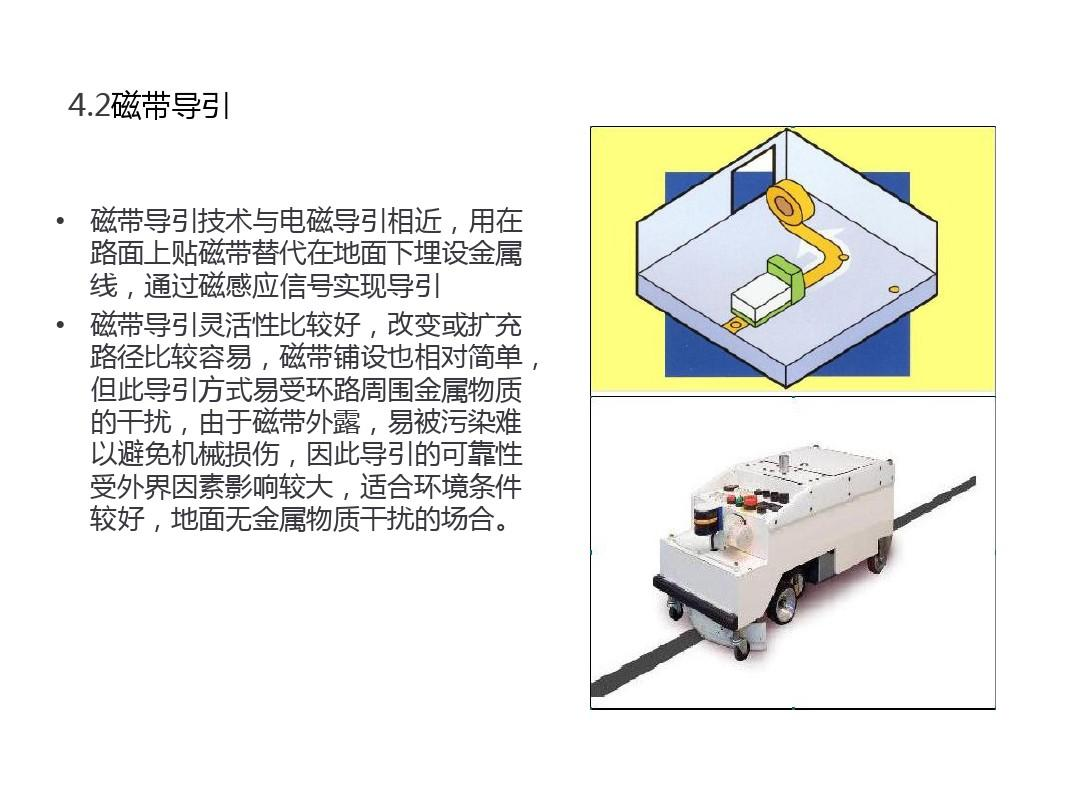 4.2磁带导引
• 磁带导引技术与电磁导引相近，用在
路面上贴磁带替代在地面下埋设金属
线，通过磁感应信号实现导引
• 磁带导引灵活性比较好，改变或扩充
路径比较容易，磁带铺设也相对简单，
但此导引方式易受环路周围金属物质
的干扰，由于磁带外露，易被污染难
以避免机械损伤，因此导引的可靠性
受外界因素影响较大，适合环境条件
较好，地面无金属物质干扰的场合。